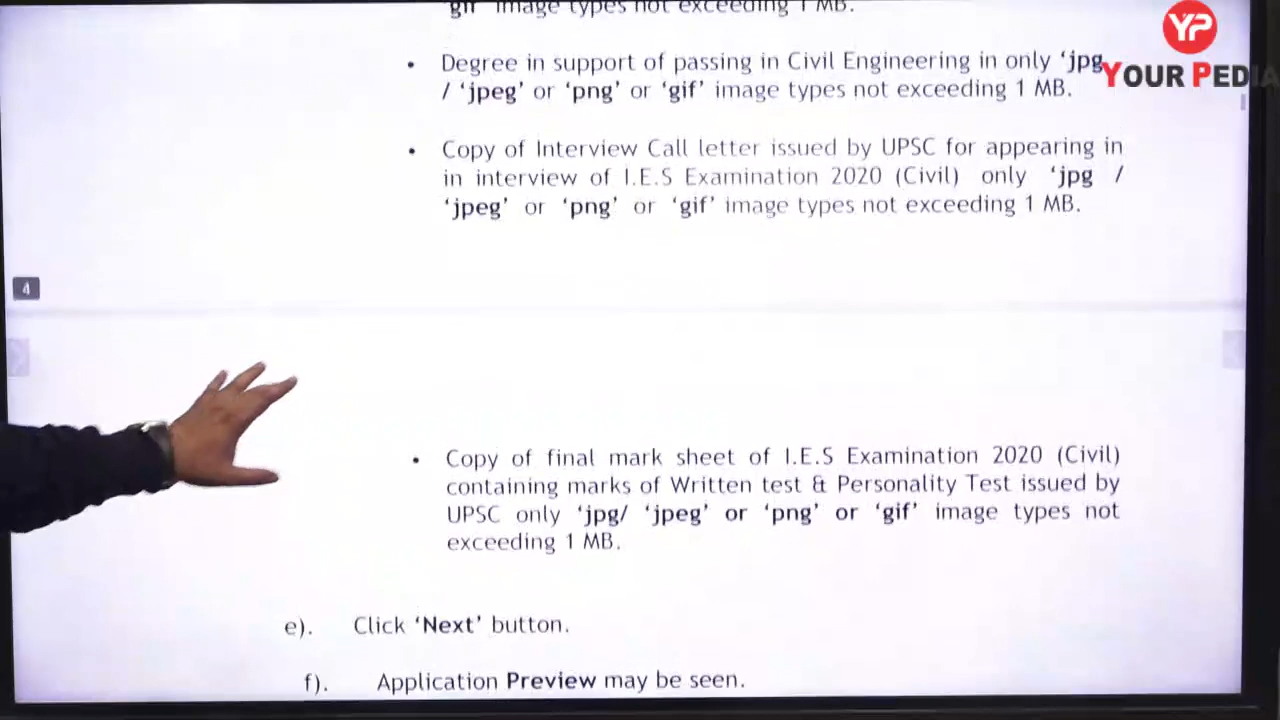 gif' image types not exceeding 1 MB.
YP
YOUR PEDIA
• Degree in support of passing in Civil Engineering in only ‘jpg
/ ‘jpeg’ or ‘png’ or ‘gif’ image types not exceeding 1 MB.
• Copy of Interview Call letter issued by UPSC for appearing in
in interview of I.E.S Examination 2020 (Civil) only ‘jpg /
‘jpeg’ or ‘png’ or ‘gif’ image types not exceeding 1 MB.
4
• Copy of final mark sheet of I.E.S Examination 2020 (Civil)
containing marks of Written test & Personality Test issued by
UPSC only ‘jpg/ ‘jpeg’ or ‘png’ or ‘gif’ image types not
exceeding 1 MB.
e). Click ‘Next’ button.
f). Application Preview may be seen.